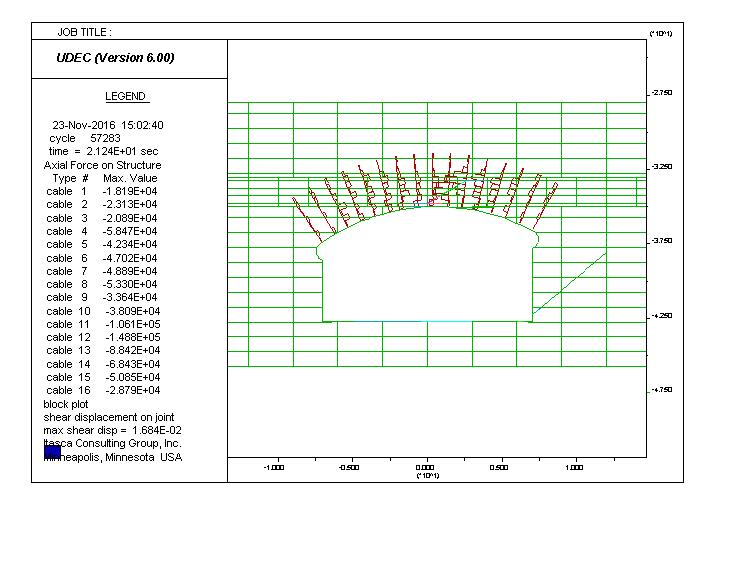 JOB TITLE :
(*10^1)
UDEC (Version 6.00)
LEGEND
23-Nov-2016 15:02:40
cycle 57283
time = 2.124E+01 sec
Axial Force on Structure
Type # Max. Value
cable 1 -1.819E+04
cable 2 -2.313E+04
cable 3 -2.089E+04
cable 4 -5.847E+04
cable 5 -4.234E+04
cable 6 -4.702E+04
cable 7 -4.889E+04
cable 8 -5.330E+04
cable 9 -3.364E+04
cable 10 -3.809E+04
cable 11 -1.061E+05
cable 12 -1.488E+05
cable 13 -8.842E+04
cable 14 -6.843E+04
cable 15 -5.085E+04
cable 16 -2.879E+04
block plot
shear displacement on joint
max shear disp = 1.684E-02
Itasca Consulting Group, Inc.
Minneapolis, Minnesota USA
-2.750
-3.250
-3.750
-4.250
-4.750
-1.000 -0.500 0.000 0.500 1.000
(*10^1)